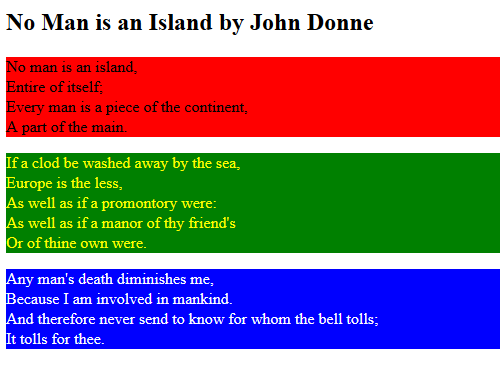 No Man is an Island by John Donne
No man is an island,
Entire of itself;
Every man is a piece of the continent,
A part of the main.
If a clod be washed away by the sea,
Europe is the less,
As well as if a promontory were:
As well as if a manor of thy friend's
Or of thine own were.
Any man's death diminishes me,
Because I am involved in mankind.
And therefore never send to know for whom the bell tolls;
It tolls for thee.